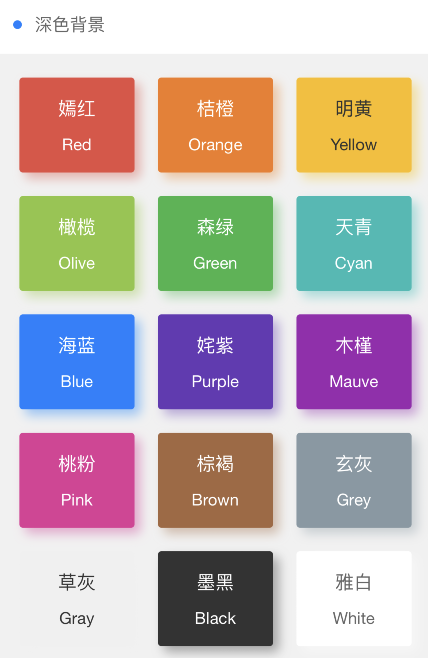 深色背景
嫣红
Red
桔橙
Orange
明黄
Yellow
橄榄
Olive
森绿
Green
天青
Cyan
海蓝
Blue
姹紫
Purple
木槿
Mauve
桃粉
Pink
棕褐
Brown
玄灰
Grey
草灰
Gray
墨黑
Black
雅白
White